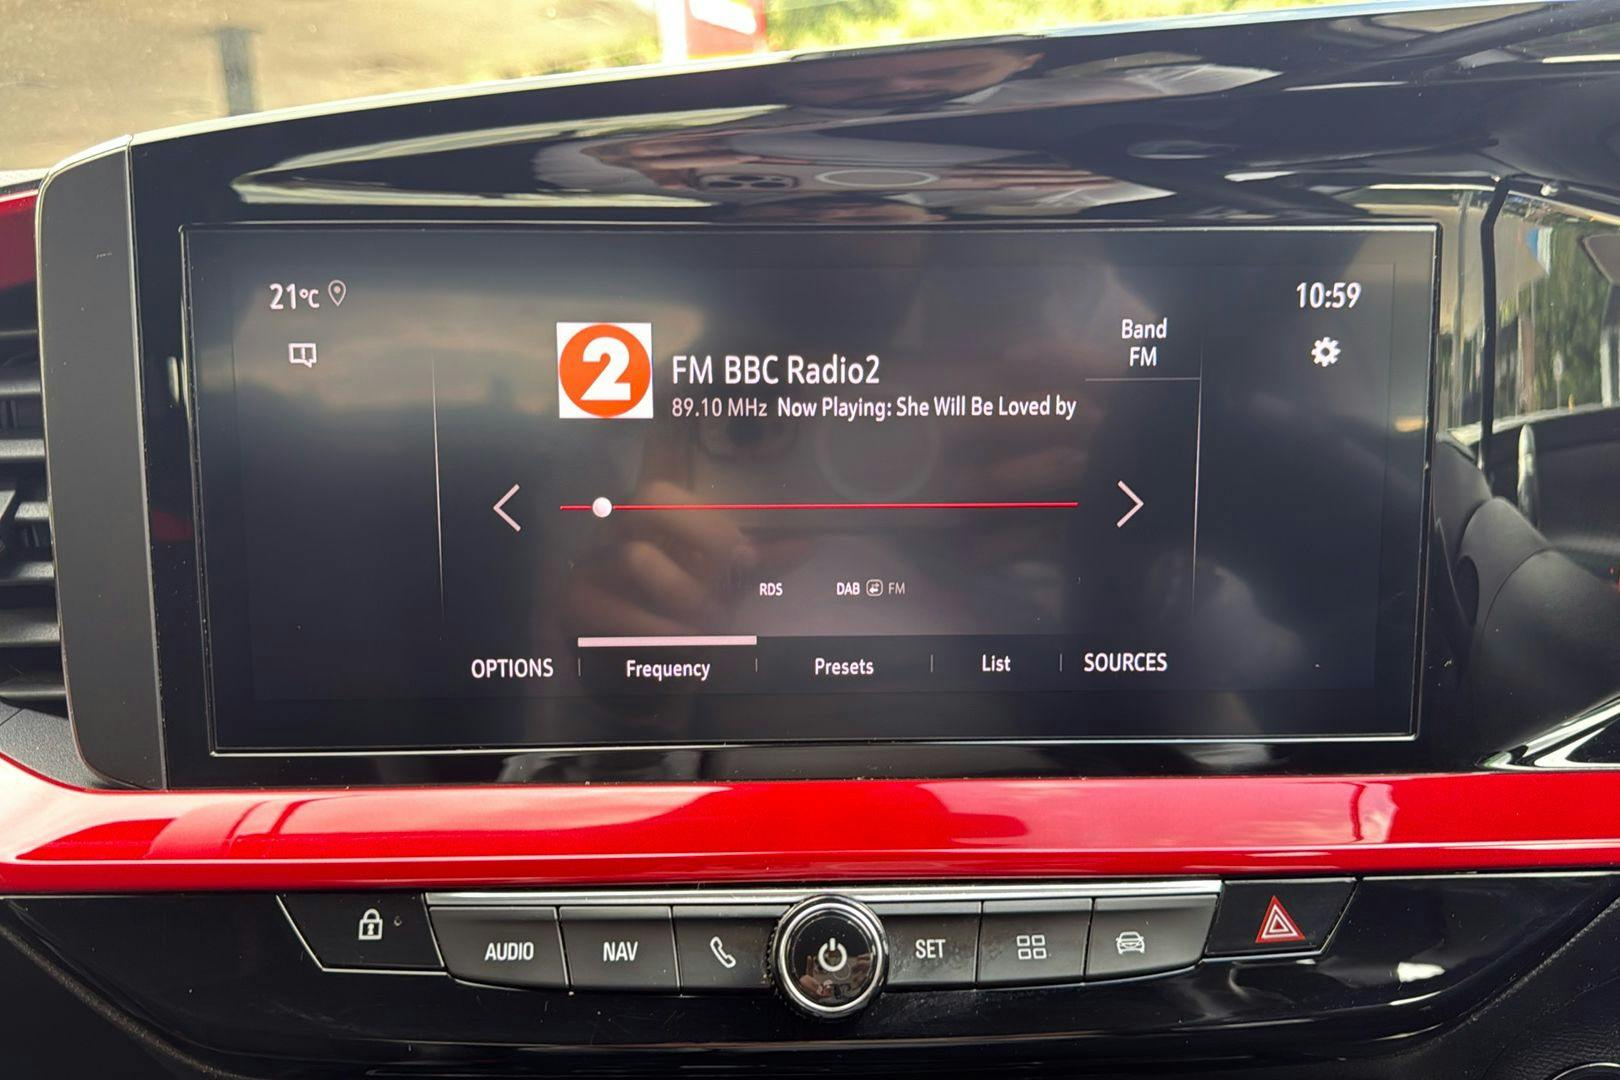 21°C
10:59
Band
FM
2
FM BBC Radio2
89.10 MHz Now Playing: She Will Be Loved by
RDS
DAB FM
OPTIONS
Frequency
Presets
List
SOURCES
AUDIO
NAV
SET